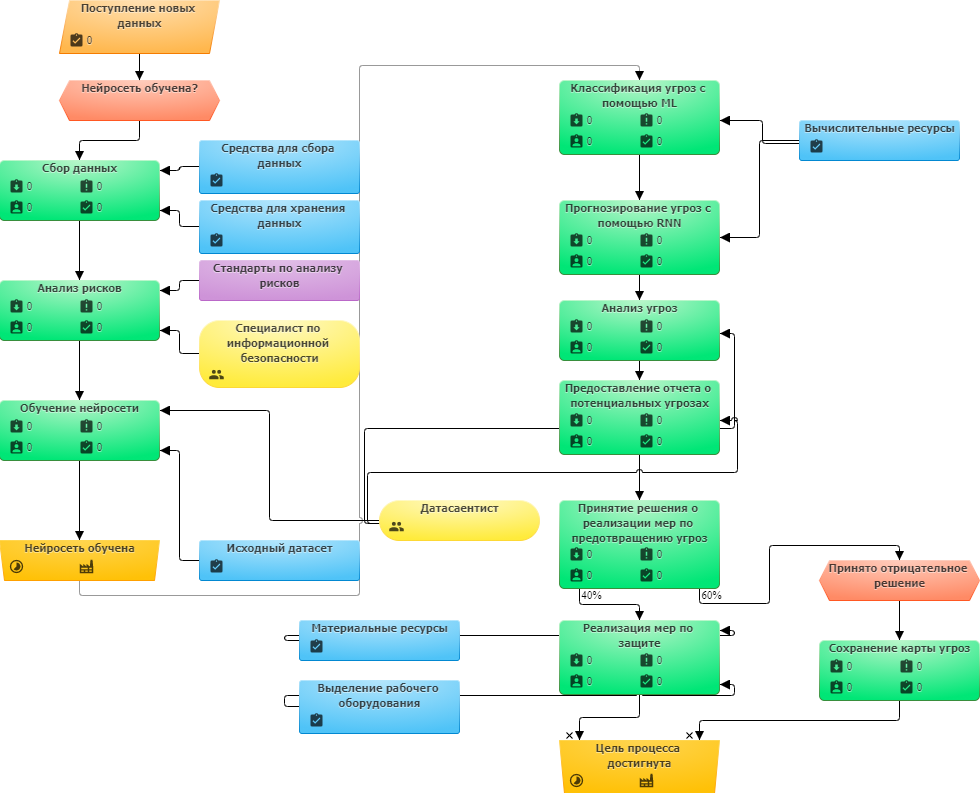 Поступление новых
данных
0
Нейросеть обучена?
Сбор данных
0 0
0 0
Средства для сбора
данных
Средства для хранения
данных
Стандарты по анализу
рисков
Анализ рисков
0 0
0 0
Специалист по
информационной
безопасности
Обучение нейросети
0 0
0 0
Датасаентист
Нейросеть обучена
Исходный датасет
Классификация угроз с
помощью ML
0 0
0 0
Вычислительные ресурсы
Прогнозирование угроз с
помощью RNN
0 0
0 0
Анализ угроз
0 0
0 0
Предоставление отчета о
потенциальных угрозах
0 0
0 0
Принятие решения о
реализации мер по
предотвращению угроз
0 0
0 0
40% 60%
Принято отрицательное
решение
Материальные ресурсы
Реализация мер по
защите
0 0
0 0
Сохранение карты угроз
0 0
0 0
Выделение рабочего
оборудования
Цель процесса
достигнута